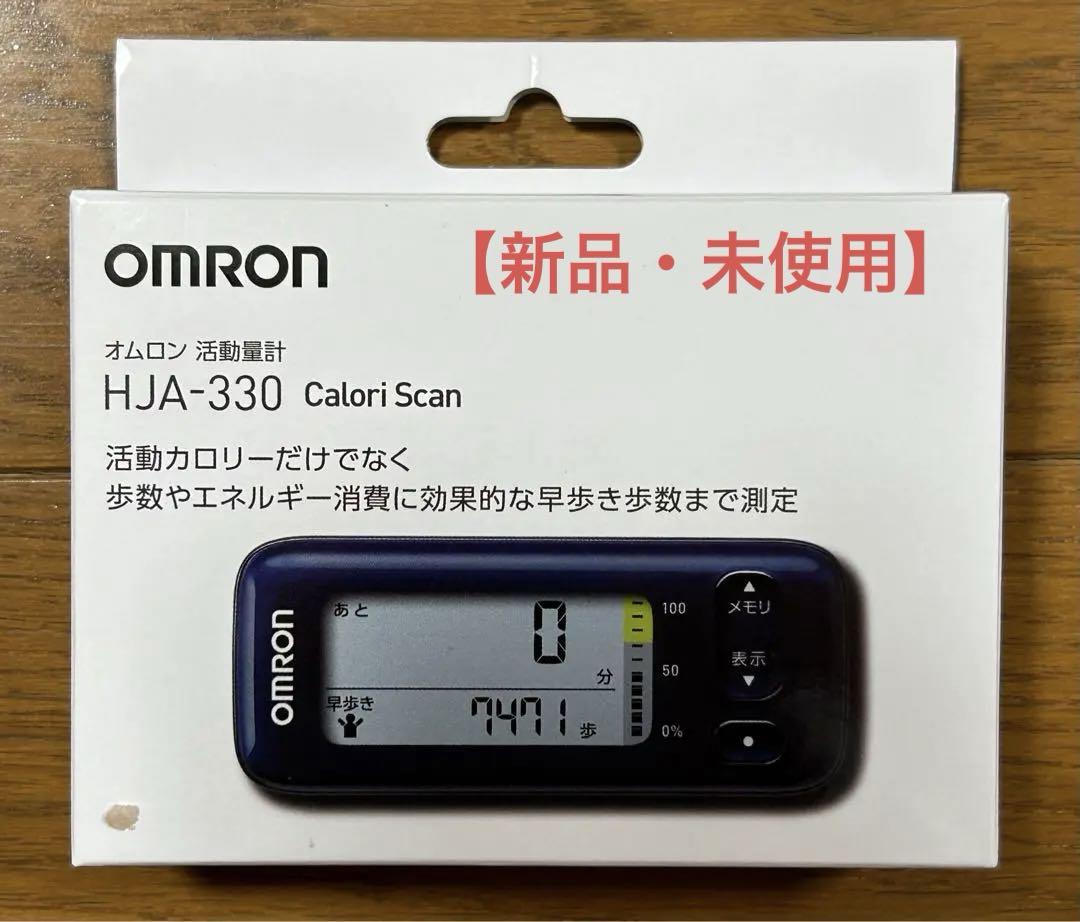 OMRON
【新品・未使用】
オムロン 活動量計
HJA-330 Calori Scan
活動カロリーだけでなく
歩数やエネルギー消費に効果的な早歩き歩数まで測定
OMRON
あと
0
分
早歩き
7471 歩
100
50
0%
▲
メモリ
表示
▼